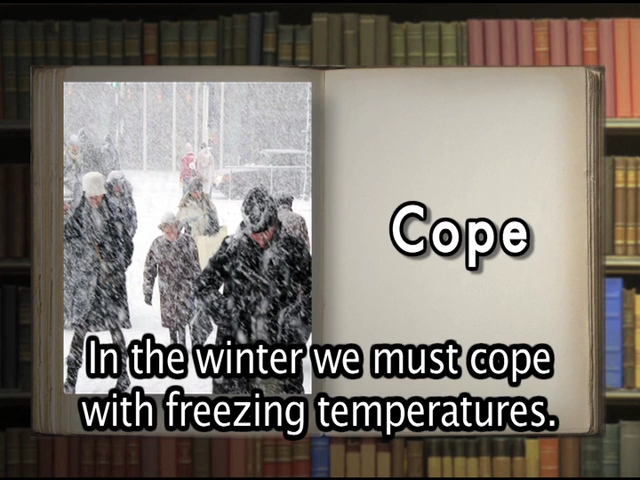 Cope
In the winter we must cope
with freezing temperatures.